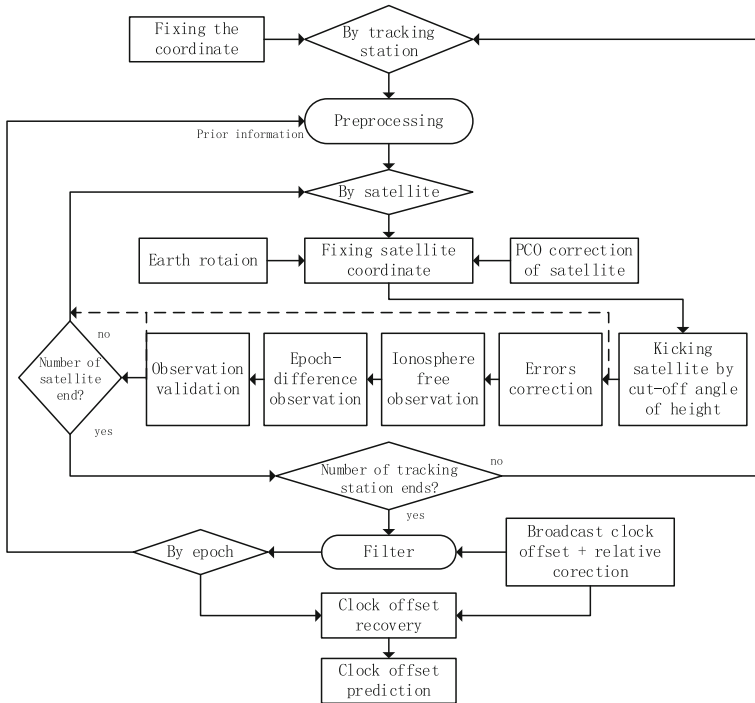 Fixing the
coordinate
By tracking
station
Preprocessing
Prior information
By satellite
Earth rotaion
Fixing satellite
coordinate
PCO correction
of satellite
no
Number of
satellite
end?
yes
Observation
validation
Epoch-
difference
observation
Ionosphere
free
observation
Errors
correction
Kicking
satellite by
cut-off angle
of height
Number of tracking
station ends?
no
yes
By epoch
Filter
Broadcast clock
offset + relative
corection
Clock offset
recovery
Clock offset
prediction